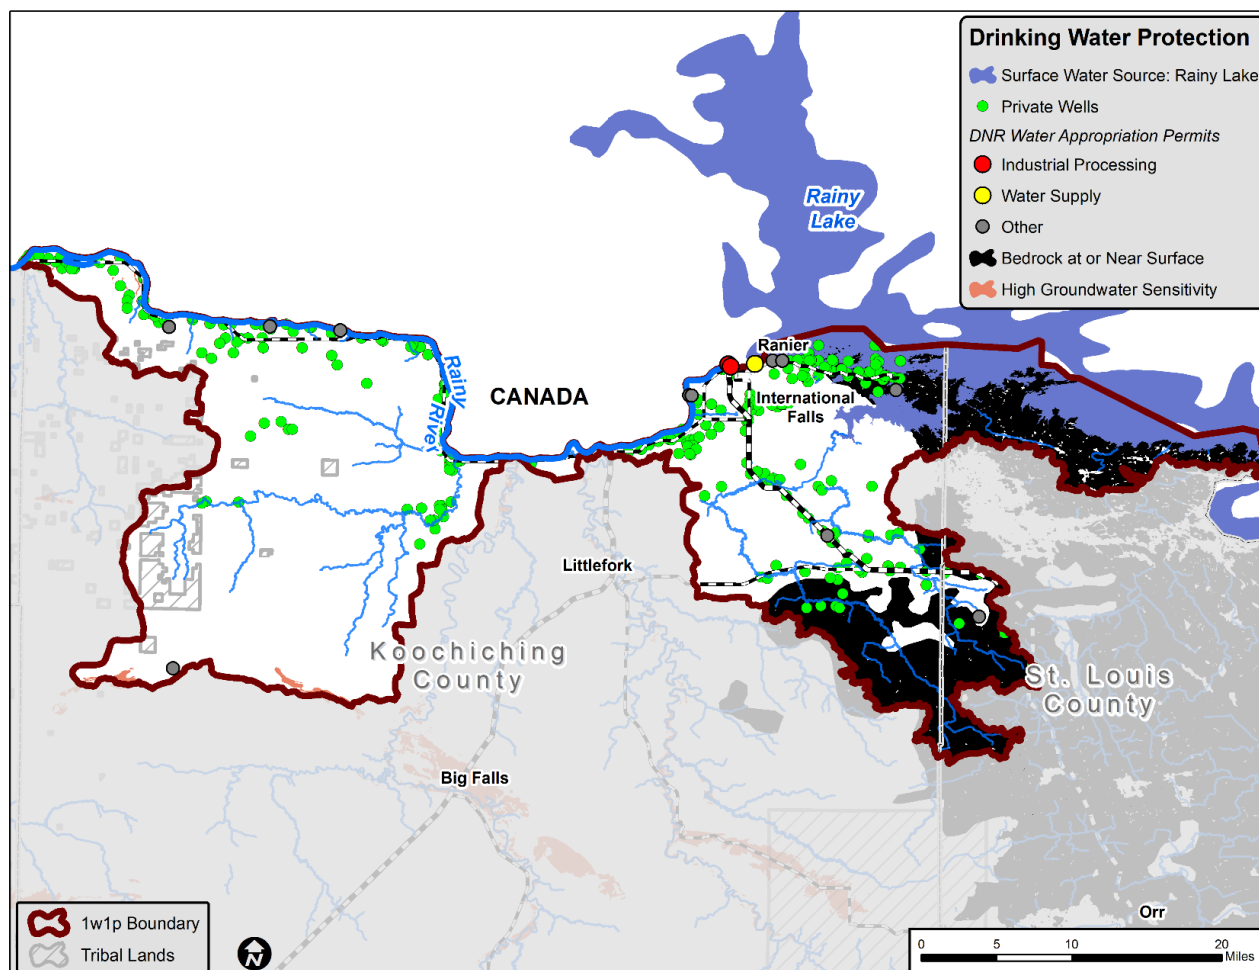 Drinking Water Protection
Surface Water Source: Rainy Lake
Private Wells
DNR Water Appropriation Permits
Industrial Processing
Water Supply
Other
Bedrock at or Near Surface
High Groundwater Sensitivity
Rainy
Lake
Ranier
International
Falls
CANADA
Rainy River
Littlefork
Koochiching
County
St. Louis
County
Big Falls
Orr
1w1p Boundary
Tribal Lands
N
0 5 10 20
Miles